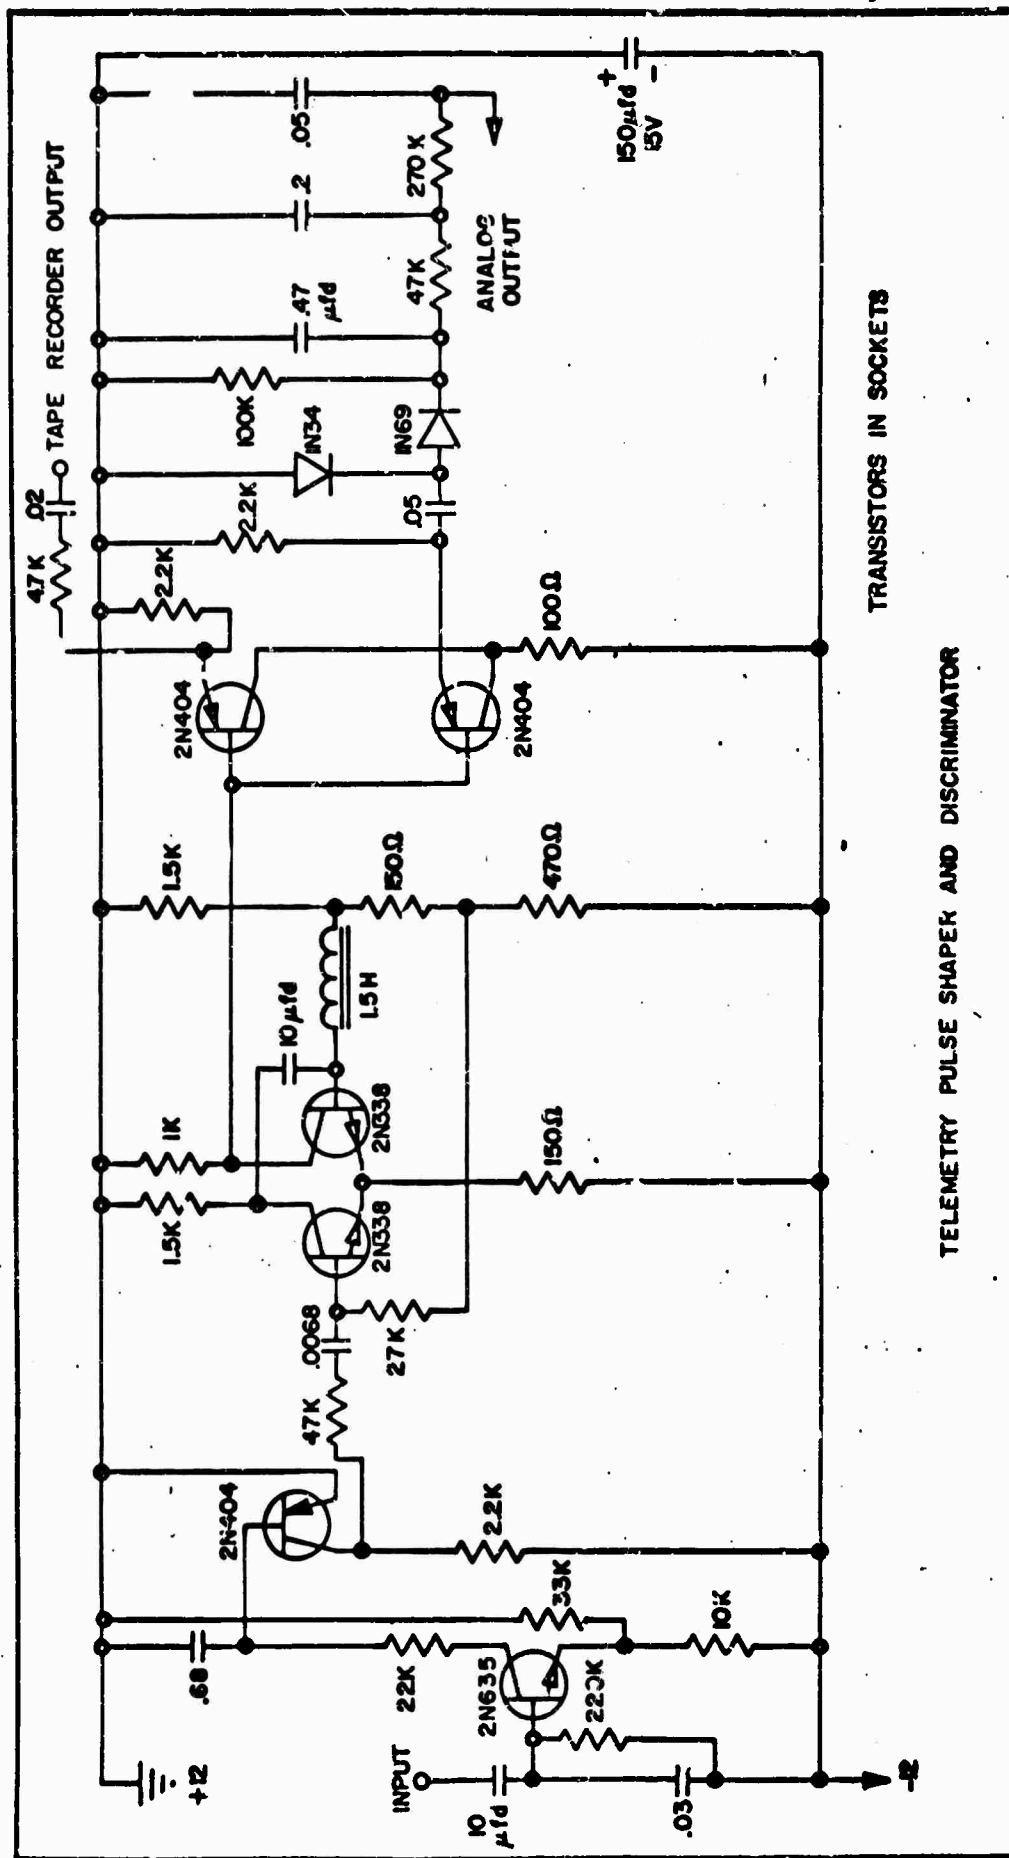 TAPE RECORDER OUTPUT
4.7K
.02
2.2K
2.2K
1N34
100K
.47
µfd
.2
.05
1N69
.05
47K
270K
ANALOG
OUTPUT
150µfd
15V
+
-
2N404
2N404
100Ω
1.5K
1K
1.5K
10µfd
1.5H
150Ω
470Ω
2N338
2N338
150Ω
.0068
47K
27K
2N404
2.2K
33K
.68
22K
2N635
220K
10K
+12
INPUT
10
µfd
.03
-12
TRANSISTORS IN SOCKETS
TELEMETRY PULSE SHAPER AND DISCRIMINATOR